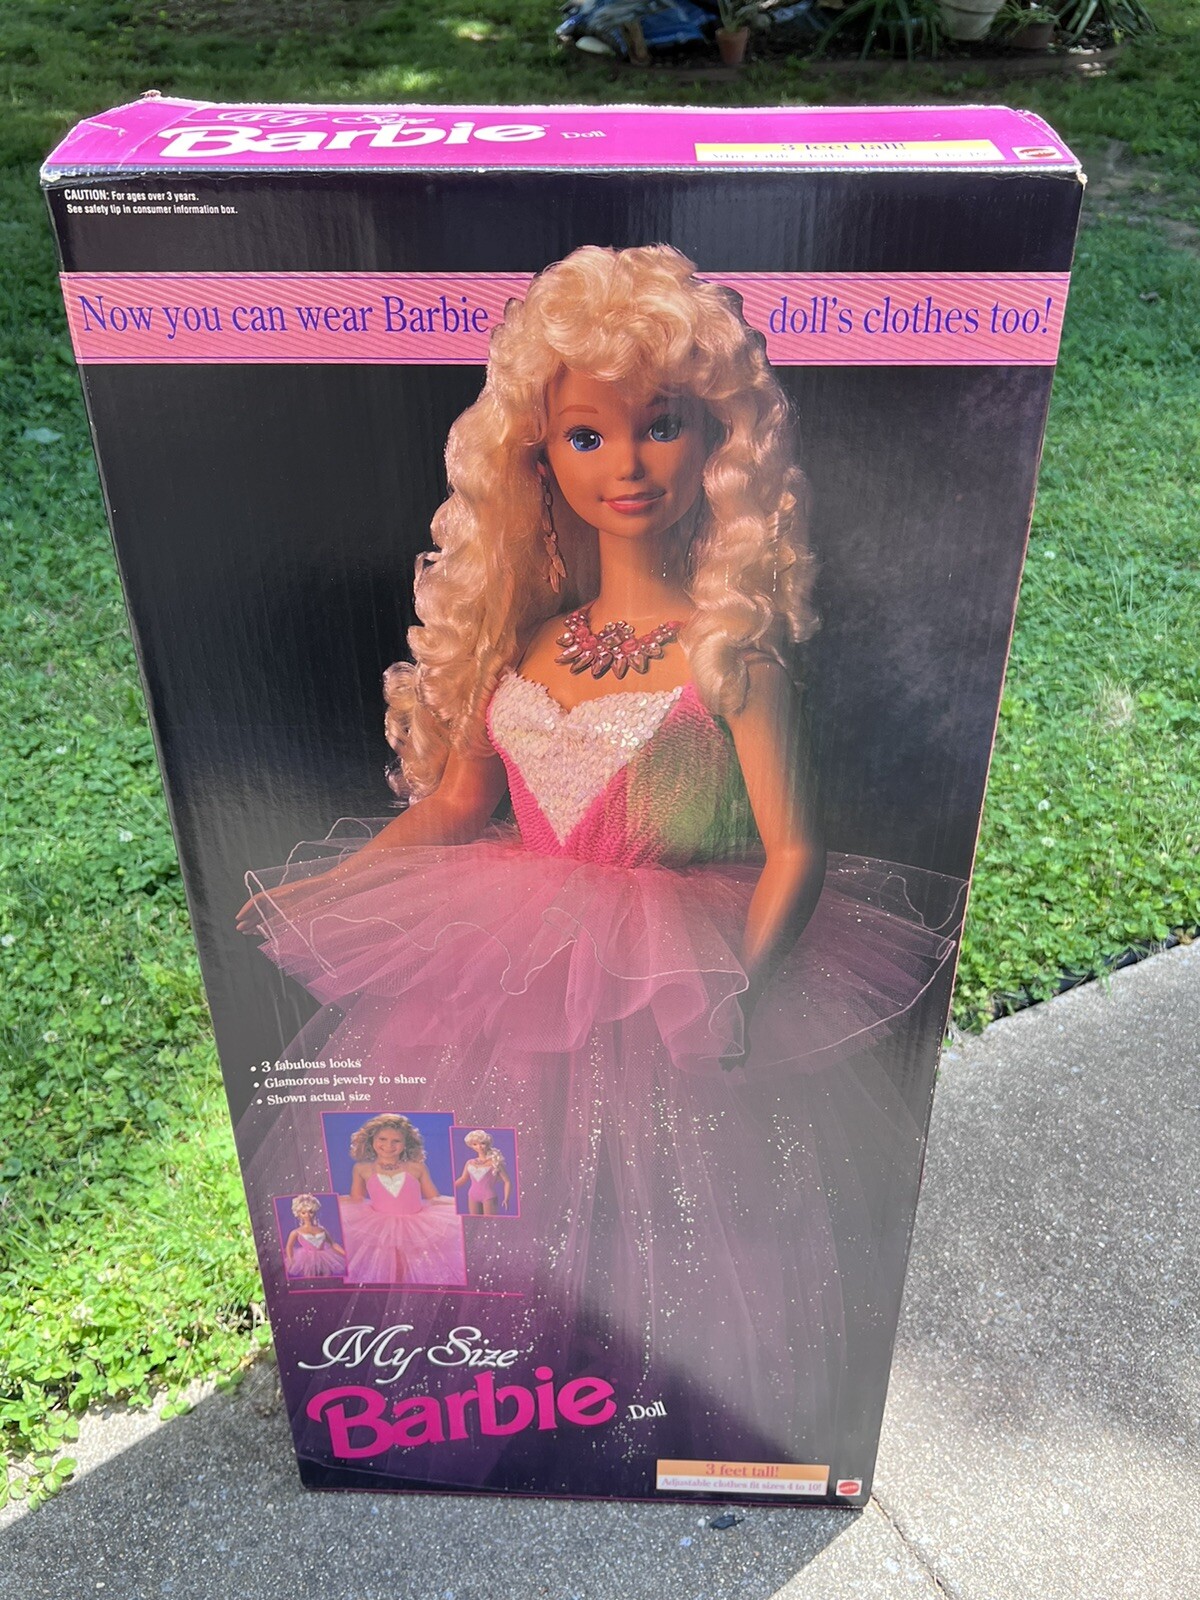 My Size
Barbie Doll
3 feet tall!
CAUTION: For ages over 3 years.
See safety tip in consumer information box.
Now you can wear Barbie doll's clothes too!
• 3 fabulous looks
• Glamorous jewelry to share
• Shown actual size
My Size
Barbie Doll
3 feet tall!
Adjustable clothes fit sizes 4 to 10!